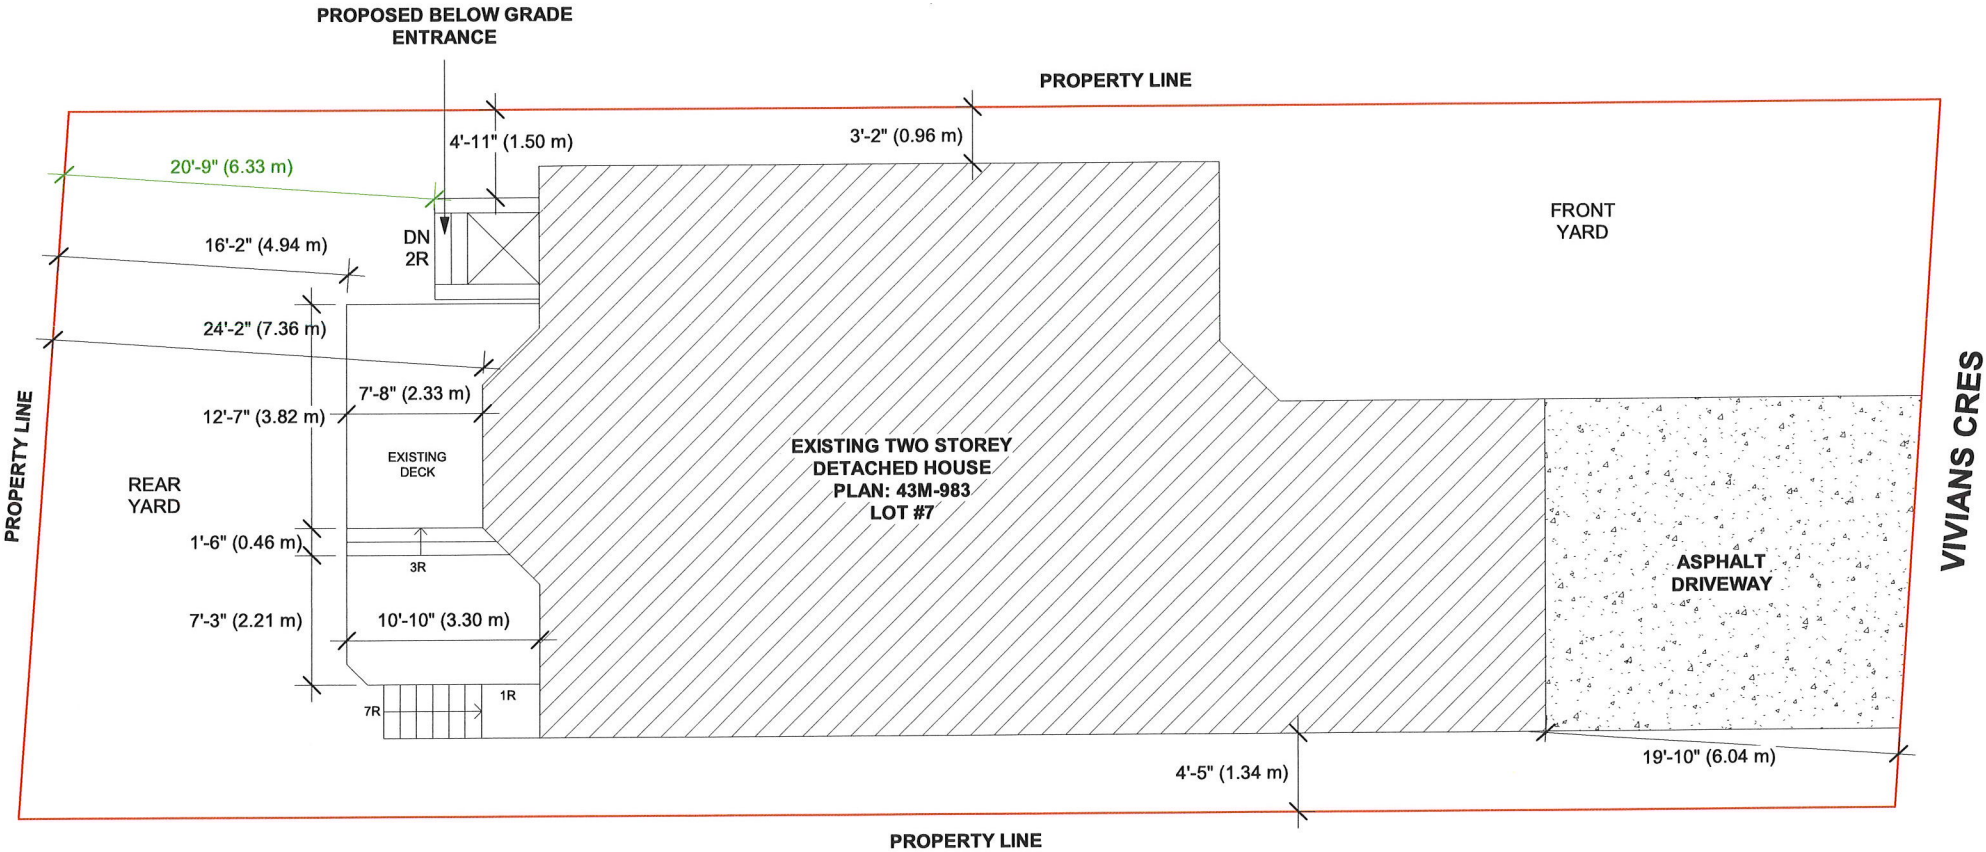 PROPOSED BELOW GRADE
ENTRANCE
PROPERTY LINE
4'-11" (1.50 m)
3'-2" (0.96 m)
20'-9" (6.33 m)
FRONT
YARD
DN
2R
16'-2" (4.94 m)
24'-2" (7.36 m)
7'-8" (2.33 m)
12'-7" (3.82 m)
PROPERTY LINE
VIVIANS CRES
EXISTING
DECK
EXISTING TWO STOREY
DETACHED HOUSE
PLAN: 43M-983
LOT #7
REAR
YARD
1'-6" (0.46 m)
3R
ASPHALT
DRIVEWAY
7'-3" (2.21 m)
10'-10" (3.30 m)
1R
7R
19'-10" (6.04 m)
4'-5" (1.34 m)
PROPERTY LINE